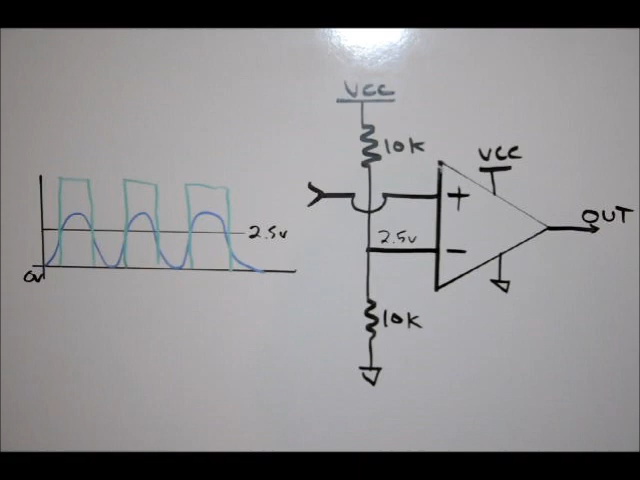 VCC
10K
VCC
+
OUT
2.5v
2.5v
-
0v
10K